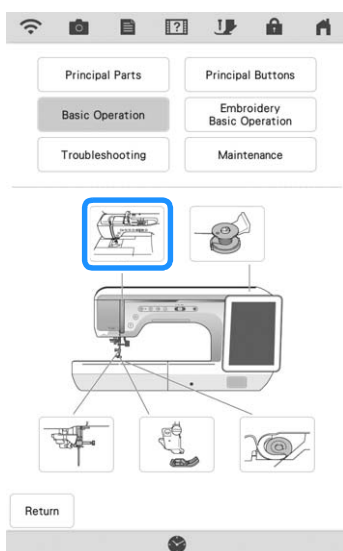 Principal Parts
Principal Buttons
Basic Operation
Embroidery
Basic Operation
Troubleshooting
Maintenance
Return